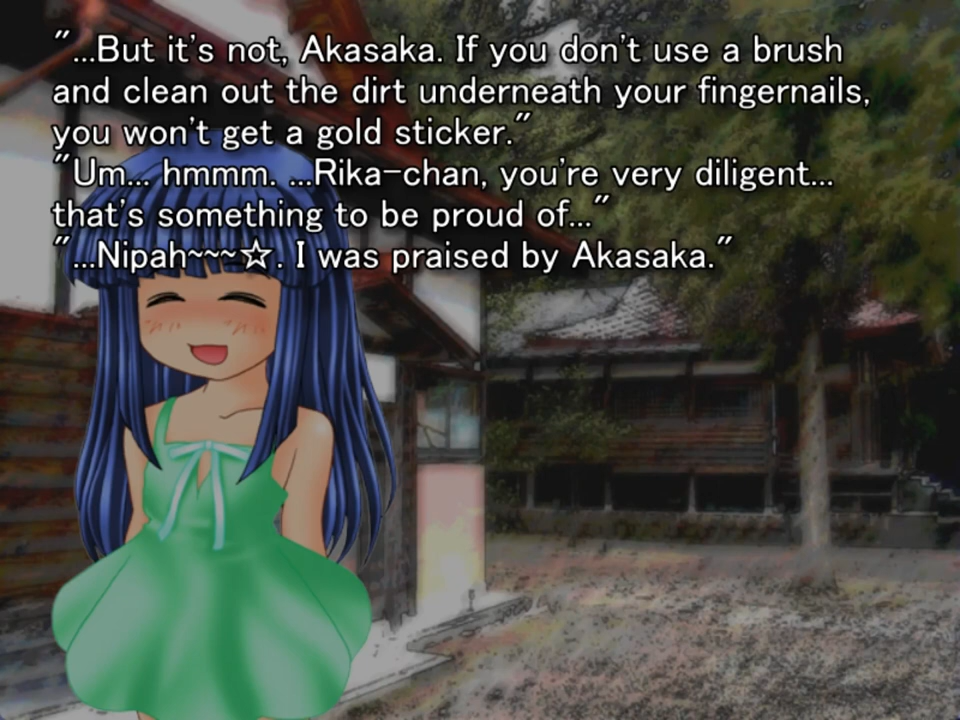 "...But it's not, Akasaka. If you don't use a brush
and clean out the dirt underneath your fingernails,
you won't get a gold sticker."
"Um... hmmm. ...Rika-chan, you're very diligent...
that's something to be proud of..."
"...Nipah~~~☆. I was praised by Akasaka."